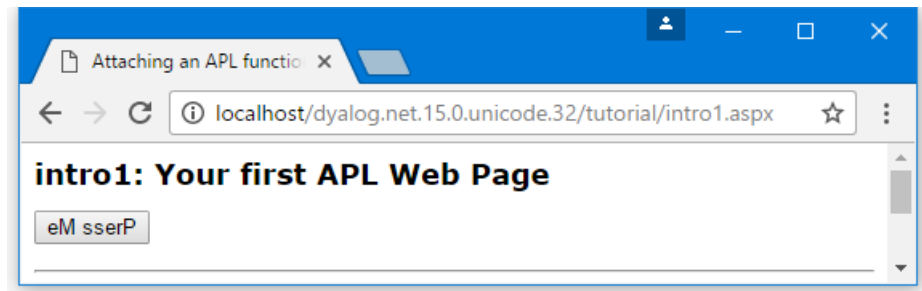 Attaching an APL functio
localhost/dyalog.net.15.0.unicode.32/tutorial/intro1.aspx
intro1: Your first APL Web Page
eM sserP